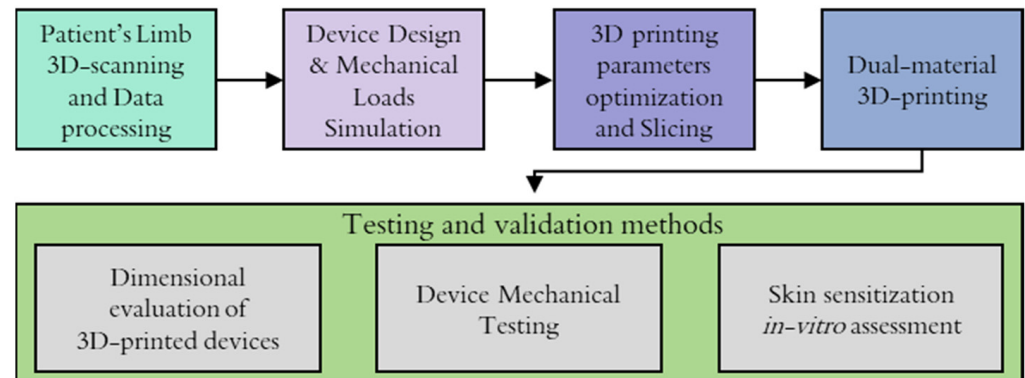 Patient's Limb
3D-scanning
and Data
processing
Device Design
& Mechanical
Loads
Simulation
3D printing
parameters
optimization
and Slicing
Dual-material
3D-printing
Testing and validation methods
Dimensional
evaluation of
3D-printed devices
Device Mechanical
Testing
Skin sensitization
in-vitro assessment